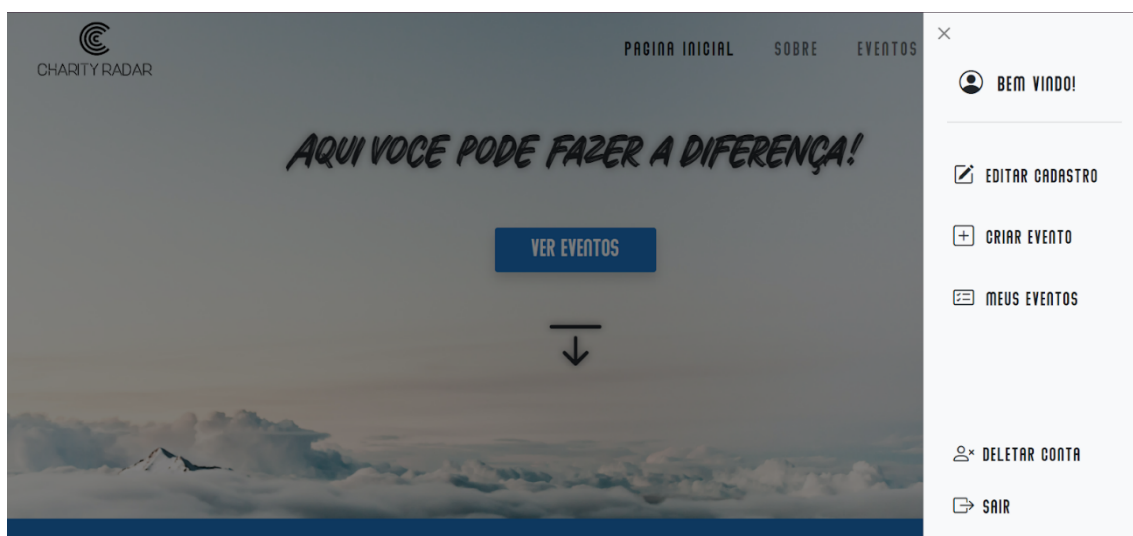 CHARITY RADAR
PAGINA INICIAL SOBRE EVENTOS
AQUI VOCE PODE FAZER A DIFERENÇA!
VER EVENTOS
BEM VINDO!
EDITAR CADASTRO
CRIAR EVENTO
MEUS EVENTOS
DELETAR CONTA
SAIR